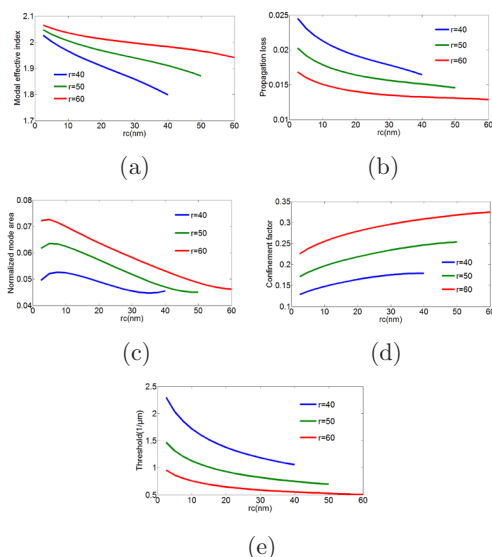 2.1
2
1.9
1.8
1.7
Modal effective index
r=40
r=50
r=60
0 10 20 30 40 50 60
rc(nm)
(a)
0.025
0.02
0.015
0.01
Propagation loss
r=40
r=50
r=60
0 10 20 30 40 50 60
rc(nm)
(b)
0.08
0.07
0.06
0.05
0.04
Normalized mode area
r=40
r=50
r=60
0 10 20 30 40 50 60
rc(nm)
(c)
0.35
0.3
0.25
0.2
0.15
0.1
Confinement factor
r=40
r=50
r=60
0 10 20 30 40 50 60
rc(nm)
(d)
2.5
2
1.5
1
0.5
Threshold(1/μm)
r=40
r=50
r=60
0 10 20 30 40 50 60
rc(nm)
(e)